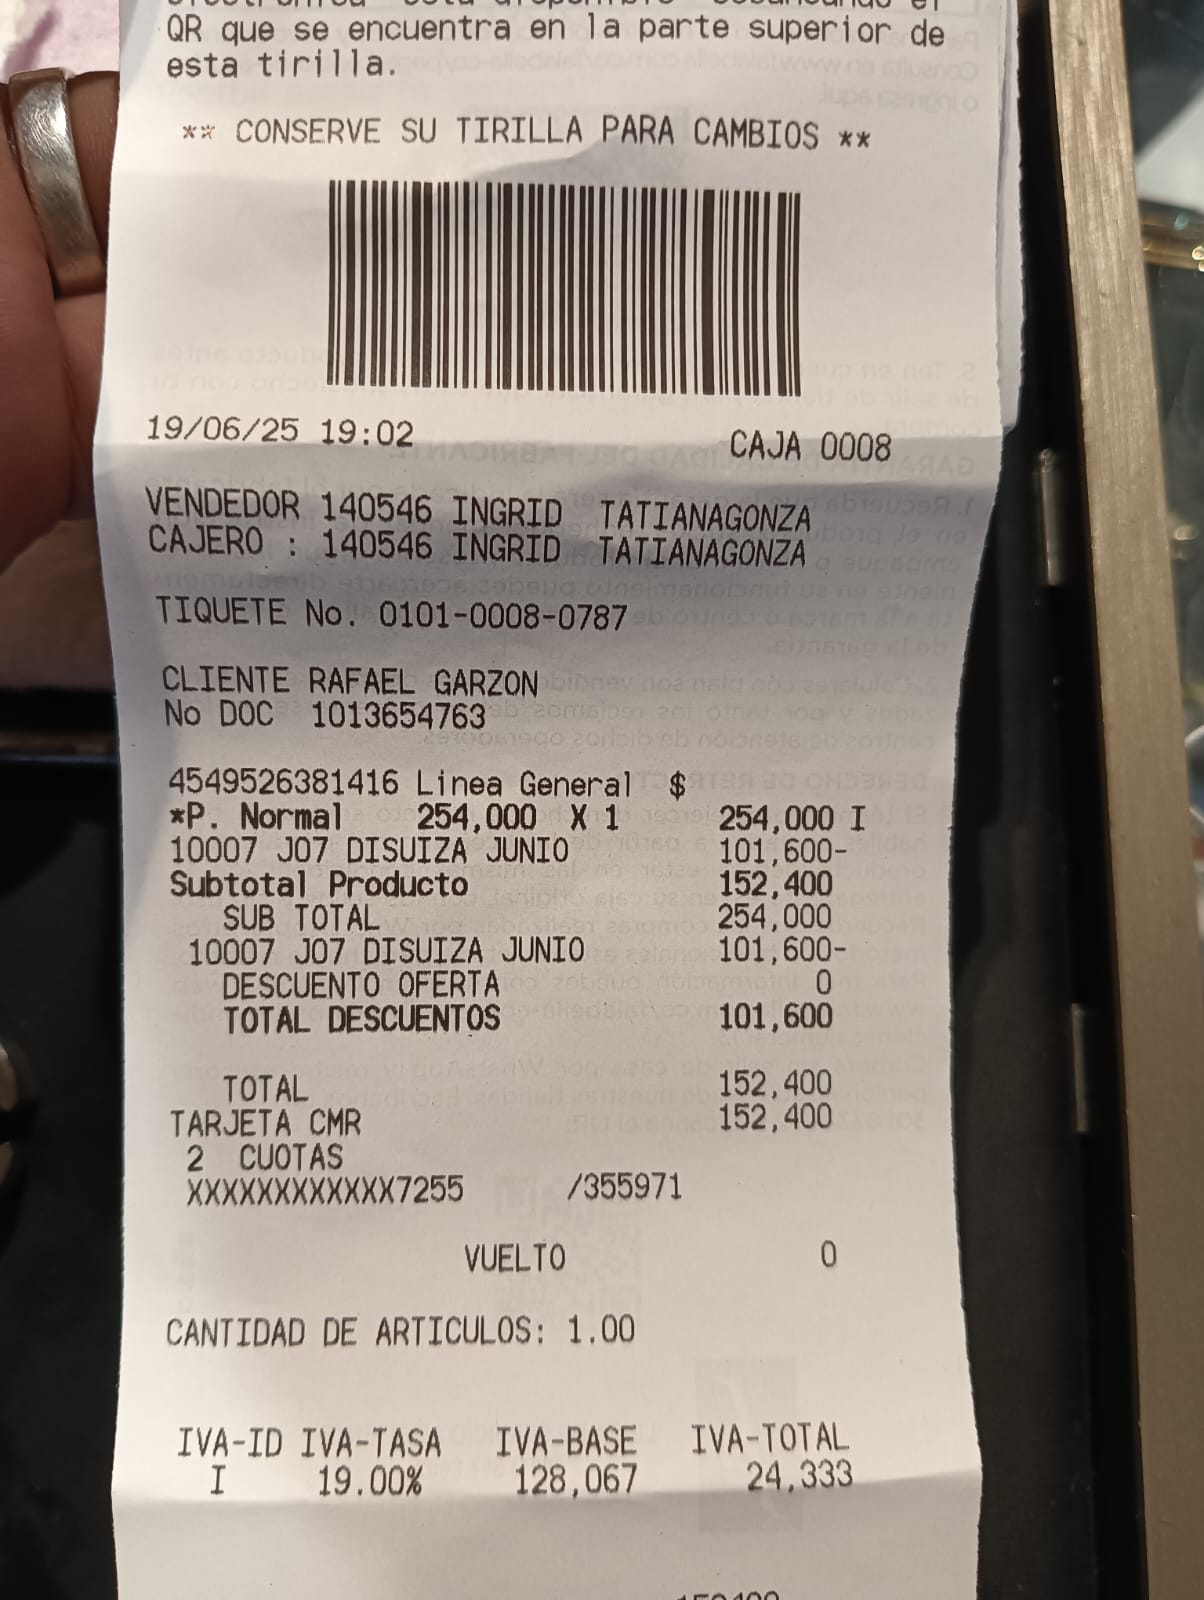 QR que se encuentra en la parte superior de
esta tirilla.
** CONSERVE SU TIRILLA PARA CAMBIOS **
19/06/25 19:02 CAJA 0008
VENDEDOR 140546 INGRID TATIANAGONZA
CAJERO : 140546 INGRID TATIANAGONZA
TIQUETE No. 0101-0008-0787
CLIENTE RAFAEL GARZON
No DOC 1013654763
4549526381416 Linea General $
*P. Normal 254,000 X 1 254,000 I
10007 J07 DISUIZA JUNIO 101,600-
Subtotal Producto 152,400
SUB TOTAL 254,000
10007 J07 DISUIZA JUNIO 101,600-
DESCUENTO OFERTA 0
TOTAL DESCUENTOS 101,600
TOTAL 152,400
TARJETA CMR 152,400
2 CUOTAS
XXXXXXXXXXXX7255 /355971
VUELTO 0
CANTIDAD DE ARTICULOS: 1.00
IVA-ID IVA-TASA IVA-BASE IVA-TOTAL
I 19.00% 128,067 24,333